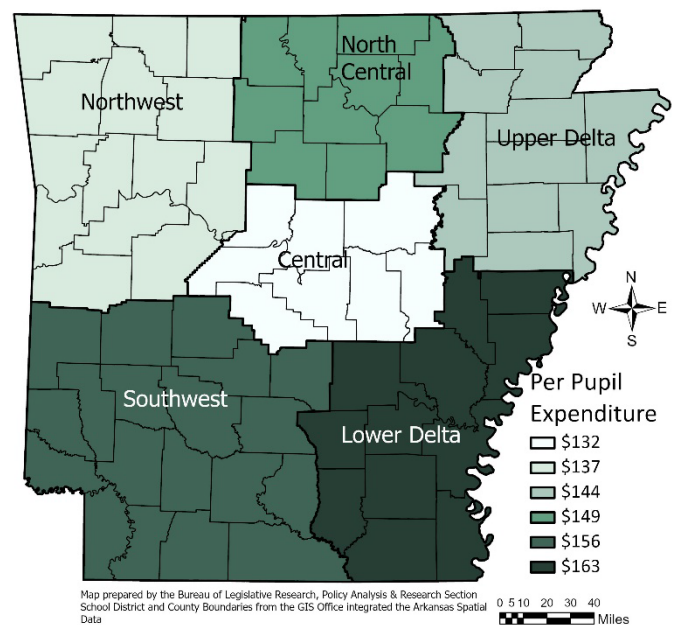 North
Central
Northwest
Upper Delta
Central
N
W E
S
Southwest
Lower Delta
Per Pupil
Expenditure
$132
$137
$144
$149
$156
$163
Map prepared by the Bureau of Legislative Research, Policy Analysis & Research Section
School District and County Boundaries from the GIS Office integrated the Arkansas Spatial
Data
0 5 10 20 30 40
Miles